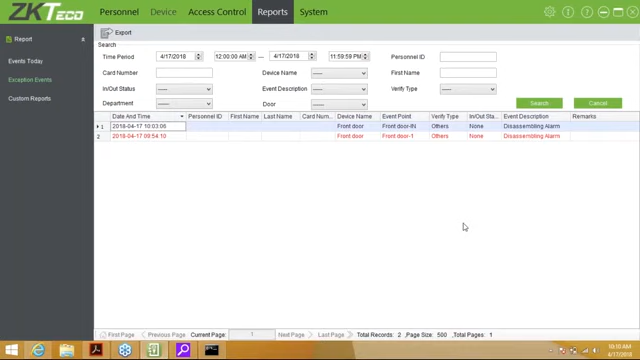 ZKTeco Personnel Device Access Control Reports System
Report
Events Today
Exception Events
Custom Reports
Export
Search
Time Period 4/17/2018 12:00:00 AM — 4/17/2018 11:59:59 PM Personnel ID
Card Number Device Name ----- First Name
In/Out Status ----- Event Description ----- Verify Type -----
Department ----- Door -----
Search Cancel
Date And Time Personnel ID First Name Last Name Card Num... Device Name Event Point Verify Type In/Out Sta... Event Description Remarks
1 2018-04-17 10:03:06 Front door Front door-IN Others None Disassembling Alarm
2 2018-04-17 09:54:10 Front door Front door-1 Others None Disassembling Alarm
First Page Previous Page Current Page: 1 Next Page Last Page Total Records: 2 ,Page Size: 500 ,Total Pages: 1
10:10 AM
4/17/2018